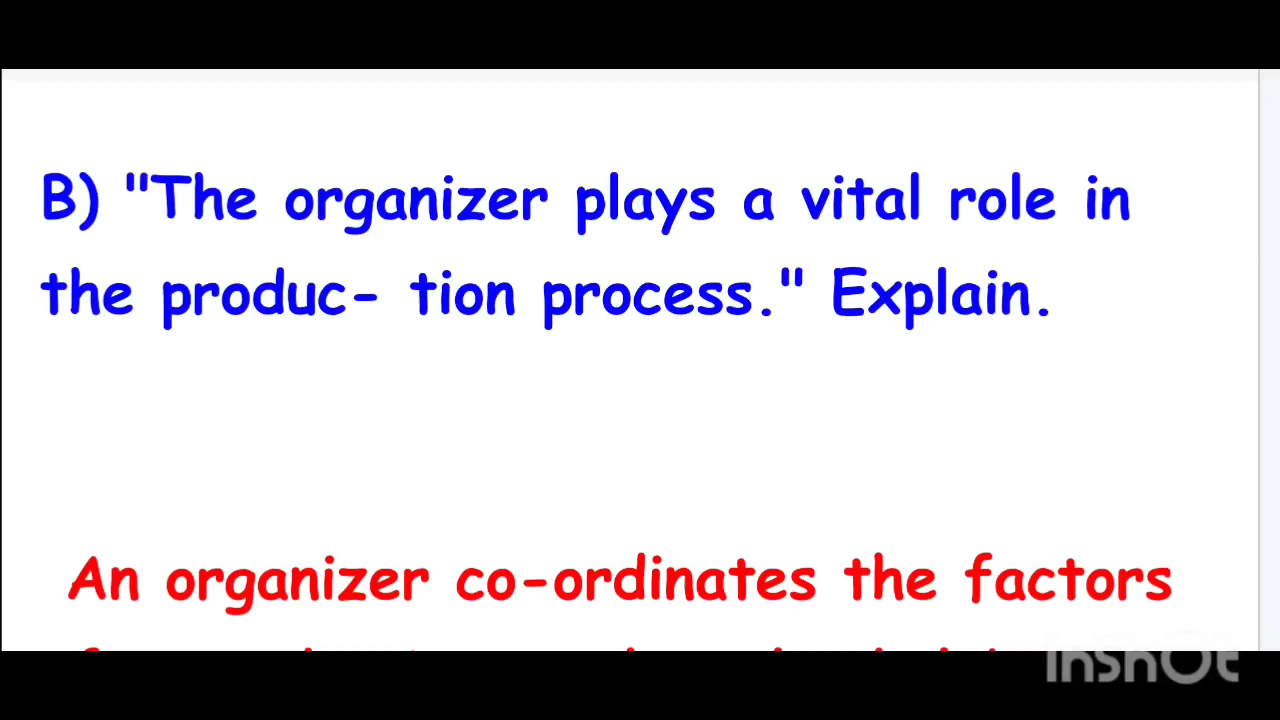 B) "The organizer plays a vital role in
the produc- tion process." Explain.
An organizer co-ordinates the factors
InShOt